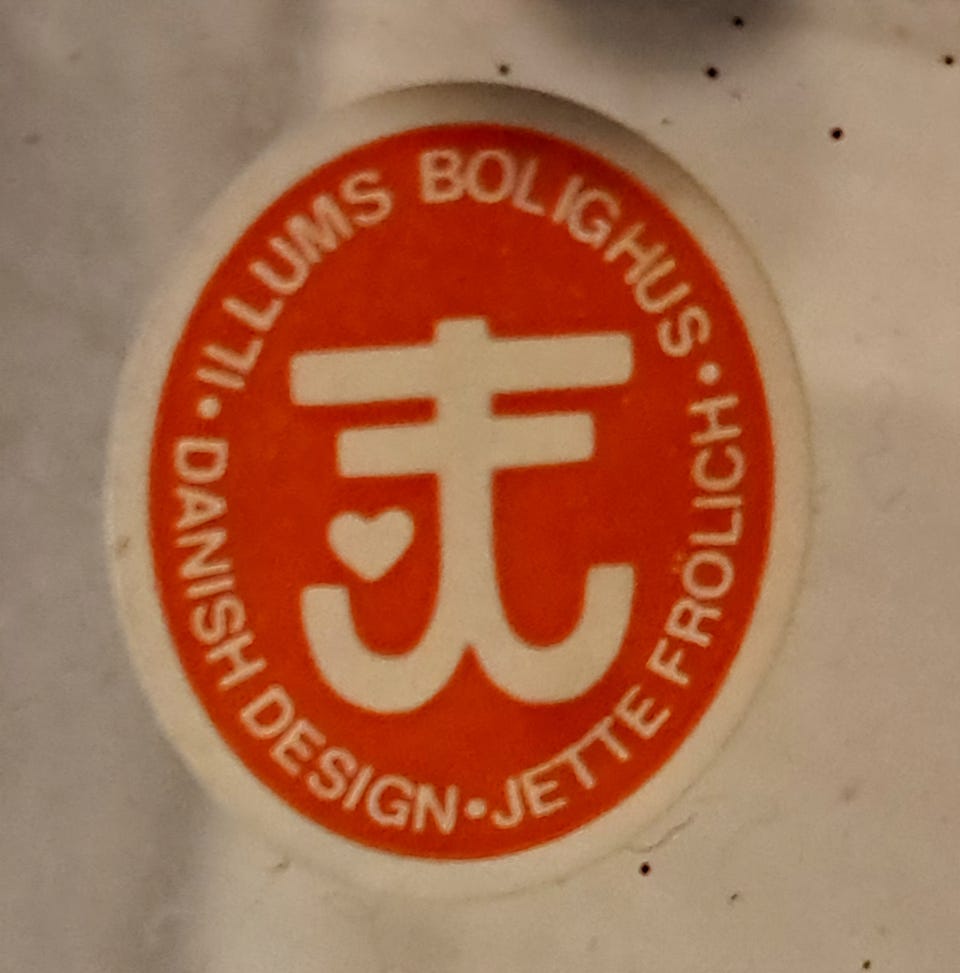 • ILLUMS BOLIGHUS •
DANISH DESIGN • JETTE FRÖLICH